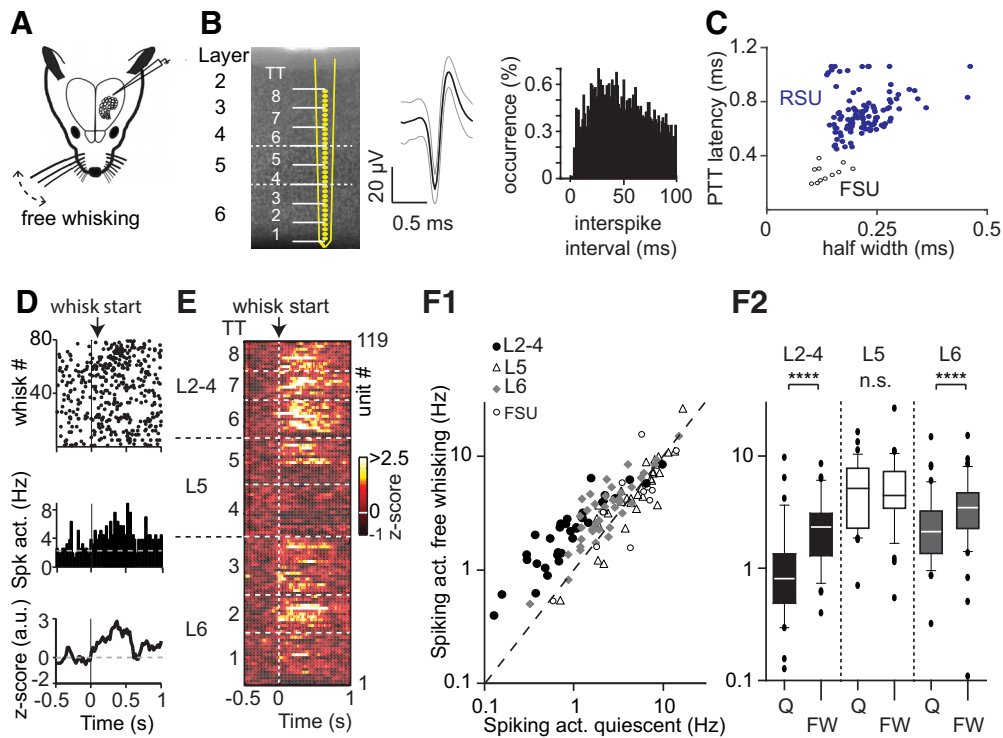 A
free whisking
B
Layer
2
3
4
5
6
TT
8
7
6
5
4
3
2
1
20 µV
0.5 ms
occurrence (%)
0.6
0.3
0
0
50
100
interspike
interval (ms)
C
PTT latency (ms)
1.2
0.8
0.4
RSU
FSU
0
0.25
0.5
half width (ms)
D
whisk start
whisk #
80
40
Spk act. (Hz)
8
4
0
z-score (a.u.)
3
0
-2
-0.5
0
1
Time (s)
E
whisk start
TT
119
unit #
1
8
7
6
5
4
3
2
1
L2-4
L5
L6
>2.5
0
-1
z-score
-0.5
0
1
Time (s)
F1
L2-4
L5
L6
FSU
Spiking act. free whisking (Hz)
10
1
0.1
0.1
1
10
Spiking act. quiescent (Hz)
F2
L2-4
L5
L6
****
n.s.
****
10
1
0.1
Q
FW
Q
FW
Q
FW